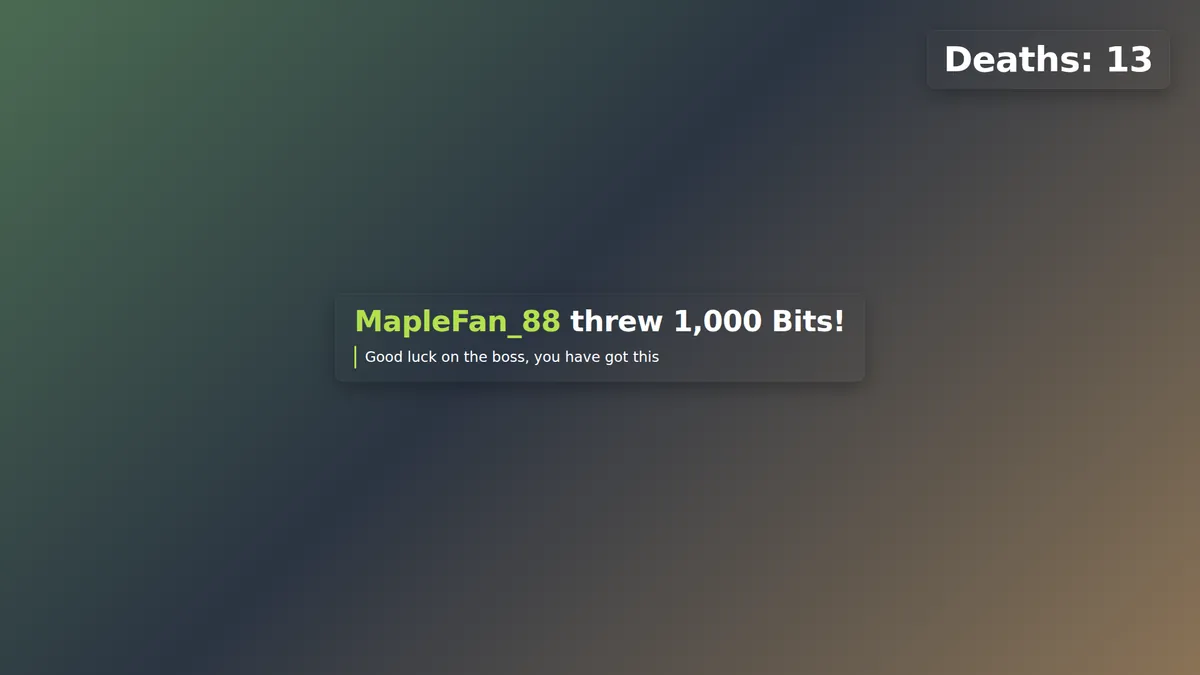 Deaths: 13
MapleFan_88 threw 1,000 Bits!
Good luck on the boss, you have got this